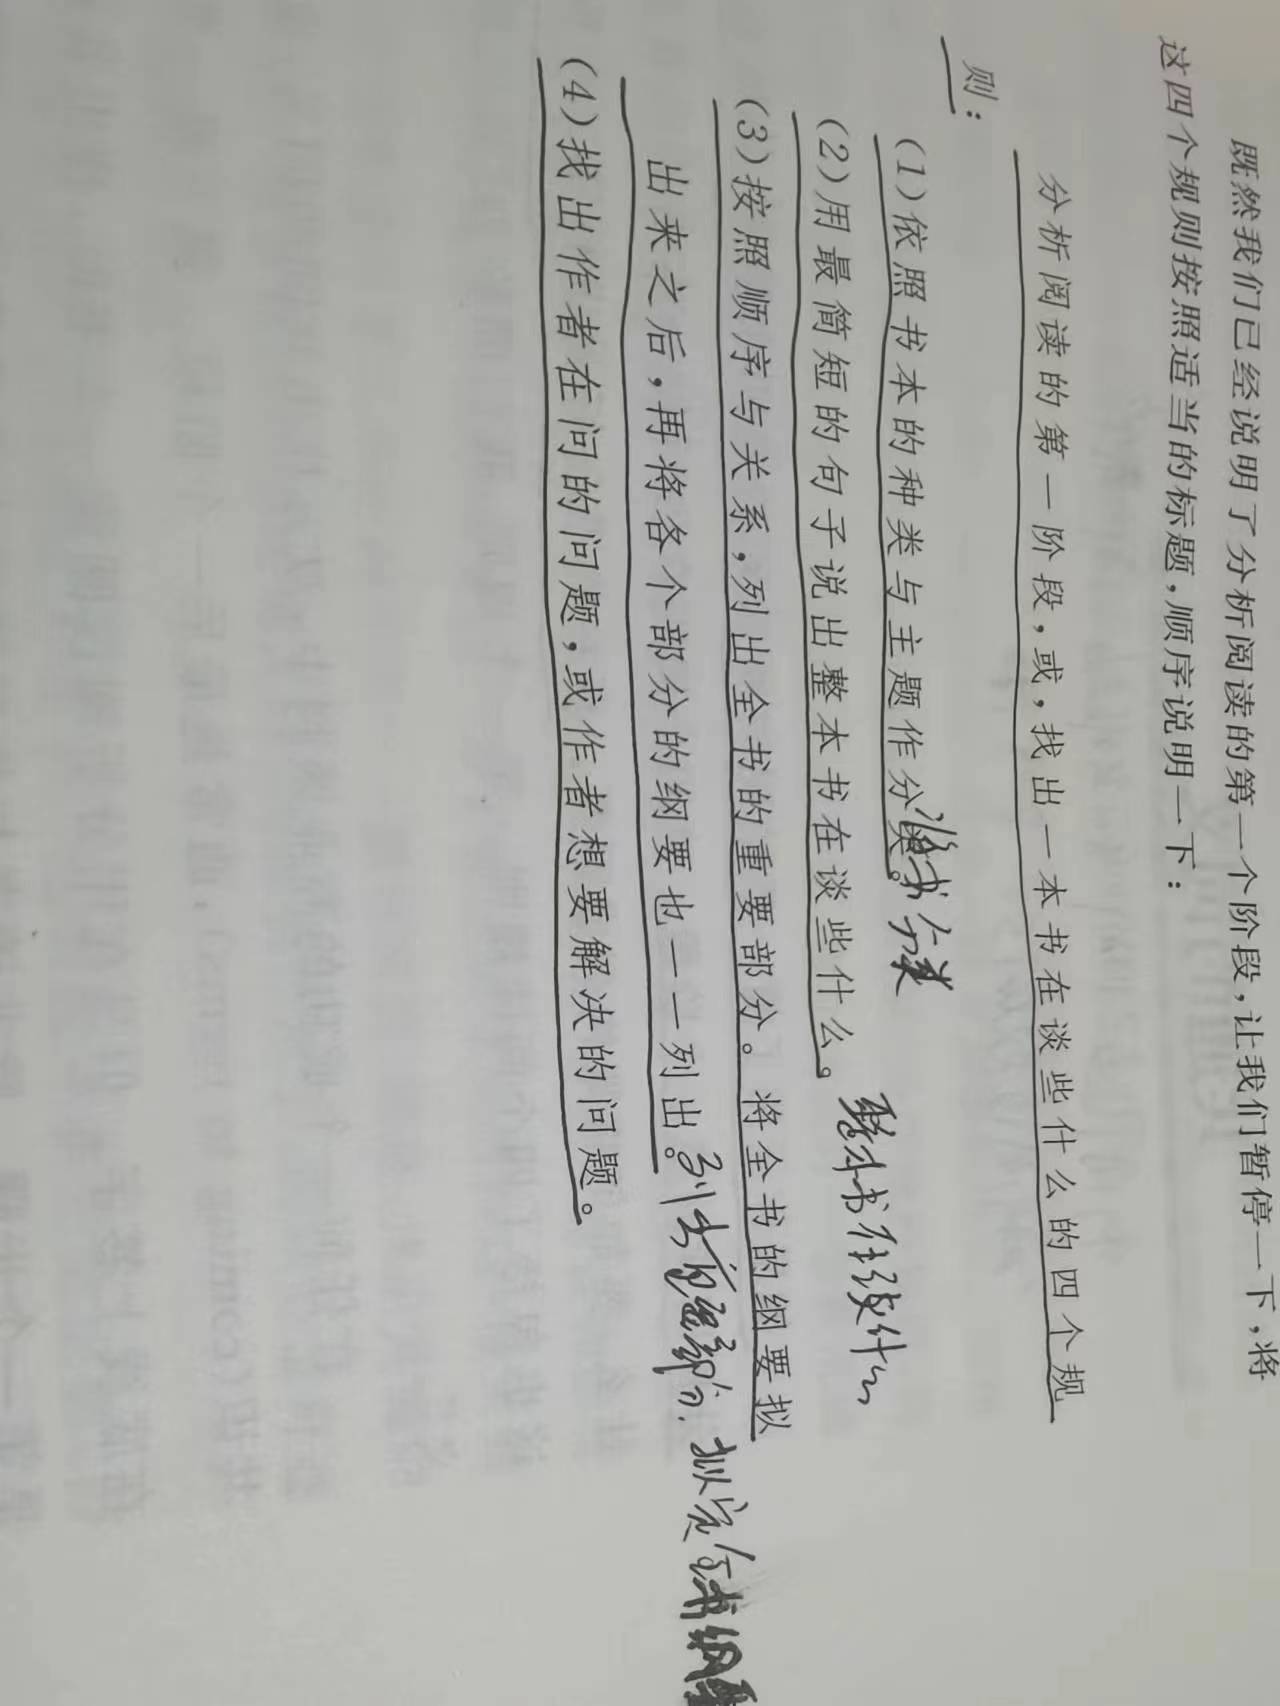 既然我们已经说明了分析阅读的第一个阶段,让我们暂停一下,将
这四个规则按照适当的标题,顺序说明一下:
分析阅读的第一阶段,或,找出一本书在谈些什么的四个规
则:
(1)依照书本的种类与主题作分类。将书分类
(2)用最简短的句子说出整本书在谈些什么。整本书在谈什么
(3)按照顺序与关系,列出全书的重要部分。将全书的纲要拟
出来之后,再将各个部分的纲要也一一列出。列出重要部分.拟定全书纲要
(4)找出作者在问的问题,或作者想要解决的问题。